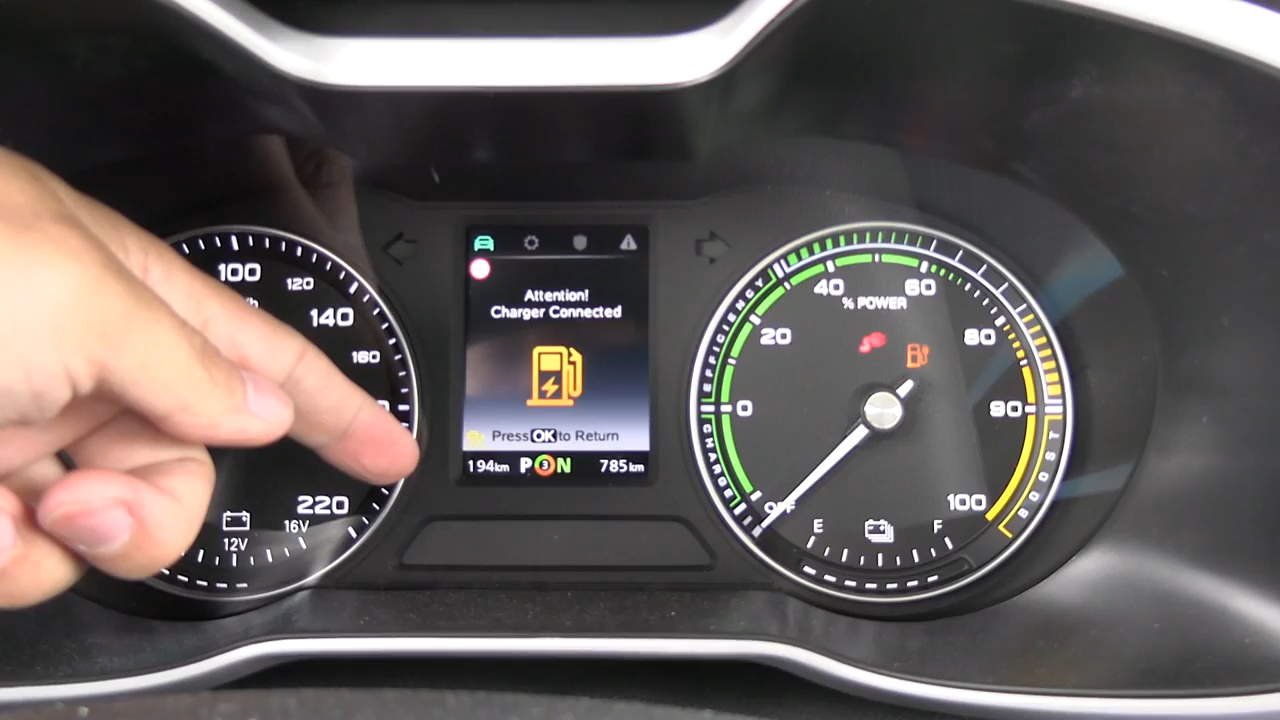 100
120
140
160
220
16V
12V
Attention!
Charger Connected
Press OK to Return
194km P 3 N 785km
EFFICIENCY
CHARGE
BOOST
% POWER
0
20
40
60
80
90
100
OFF
E F